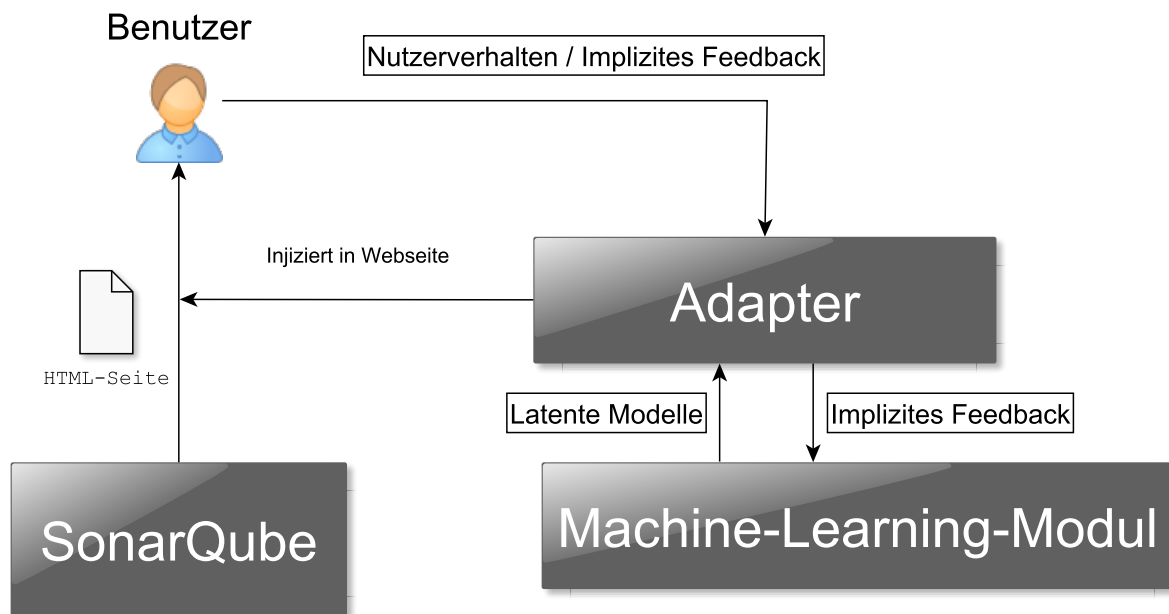 Benutzer
Nutzerverhalten / Implizites Feedback
Injiziert in Webseite
Adapter
HTML-Seite
Latente Modelle
Implizites Feedback
SonarQube
Machine-Learning-Modul